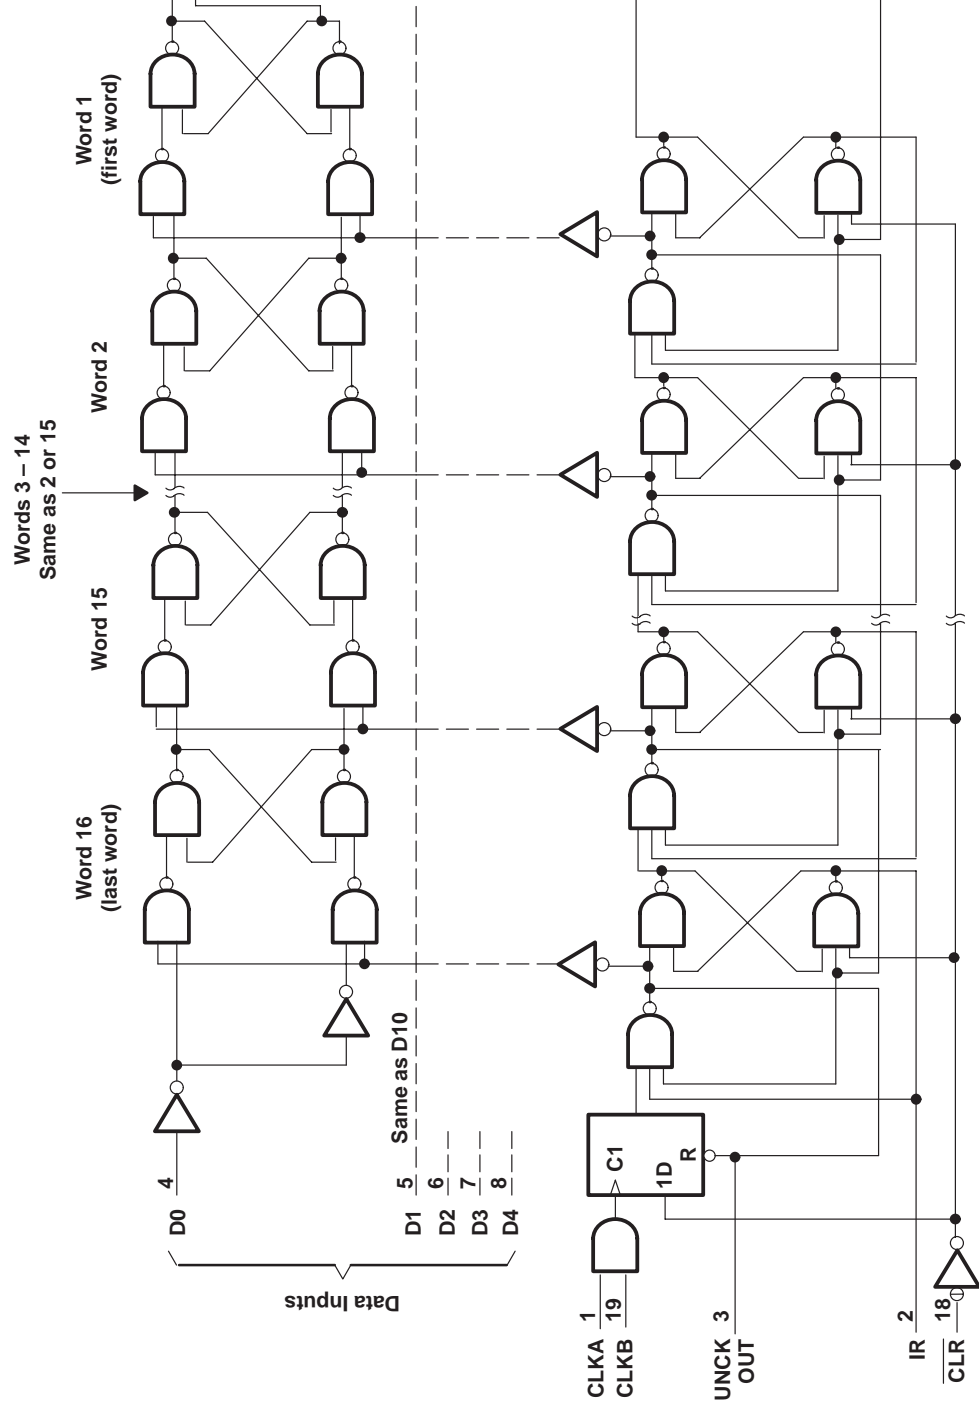 Words 3 – 14
Same as 2 or 15
Word 16
(last word)
Word 15
Word 2
Word 1
(first word)
Data Inputs
D0
4
D1
5
Same as D10
D2
6
D3
7
D4
8
CLKA
1
CLKB
19
C1
1D
R
UNCK
OUT
3
IR
2
CLR
18